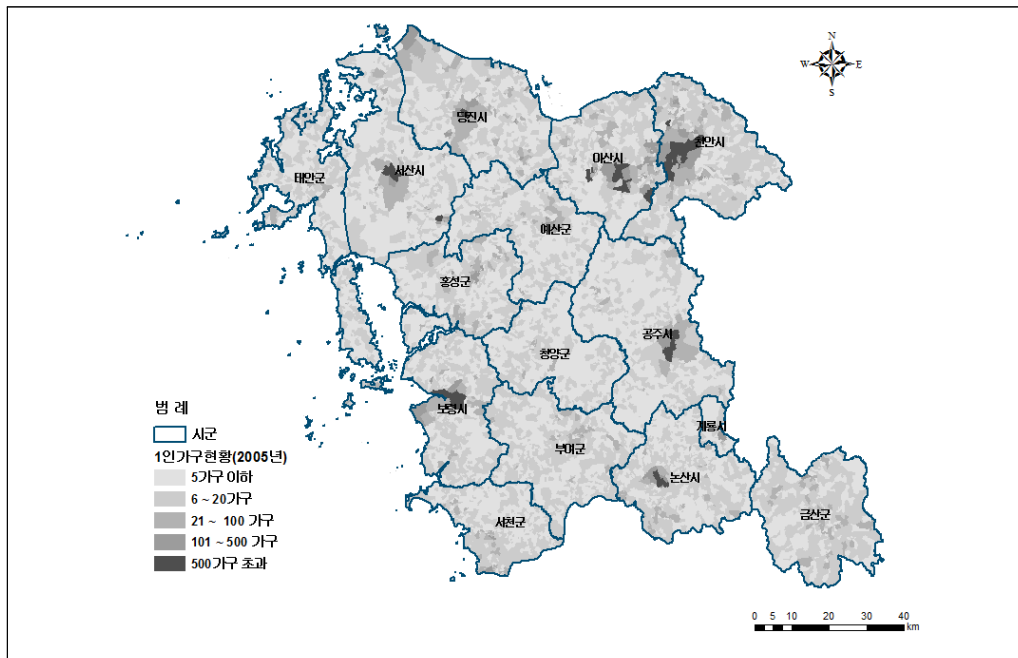 N
W E
S
당진시
아산시
천안시
서산시
태안군
예산군
홍성군
공주시
청양군
보령시
계룡시
부여군
논산시
서천군
금산군
범 례
시군
1인가구현황(2005년)
5가구 이하
6 ~ 20가구
21 ~ 100 가구
101 ~ 500 가구
500가구 초과
0 5 10 20 30 40
km